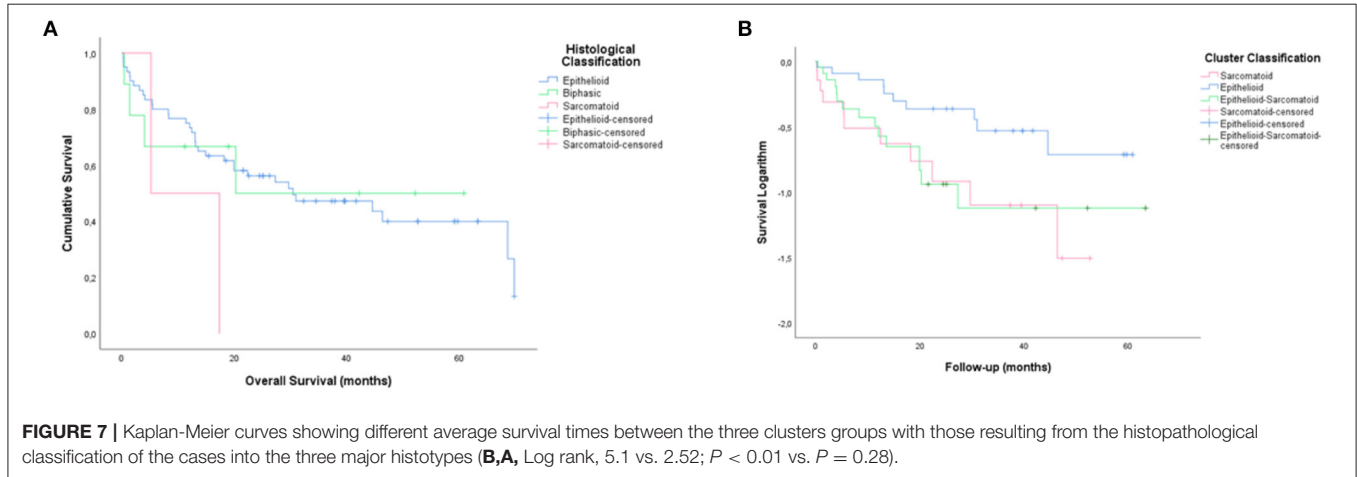 A
Cumulative Survival
1,0
0,8
0,6
0,4
0,2
0,0
0
20
40
60
Overall Survival (months)
Histological
Classification
Epithelioid
Biphasic
Sarcomatoid
Epithelioid-censored
Biphasic-censored
Sarcomatoid-censored
B
Survival Logarithm
0,0
-0,5
-1,0
-1,5
-2,0
0
20
40
60
Follow-up (months)
Cluster Classification
Sarcomatoid
Epithelioid
Epithelioid-Sarcomatoid
Sarcomatoid-censored
Epithelioid-censored
Epithelioid-Sarcomatoid-
censored
FIGURE 7 | Kaplan-Meier curves showing different average survival times between the three clusters groups with those resulting from the histopathological
classification of the cases into the three major histotypes (B,A, Log rank, 5.1 vs. 2.52; P < 0.01 vs. P = 0.28).